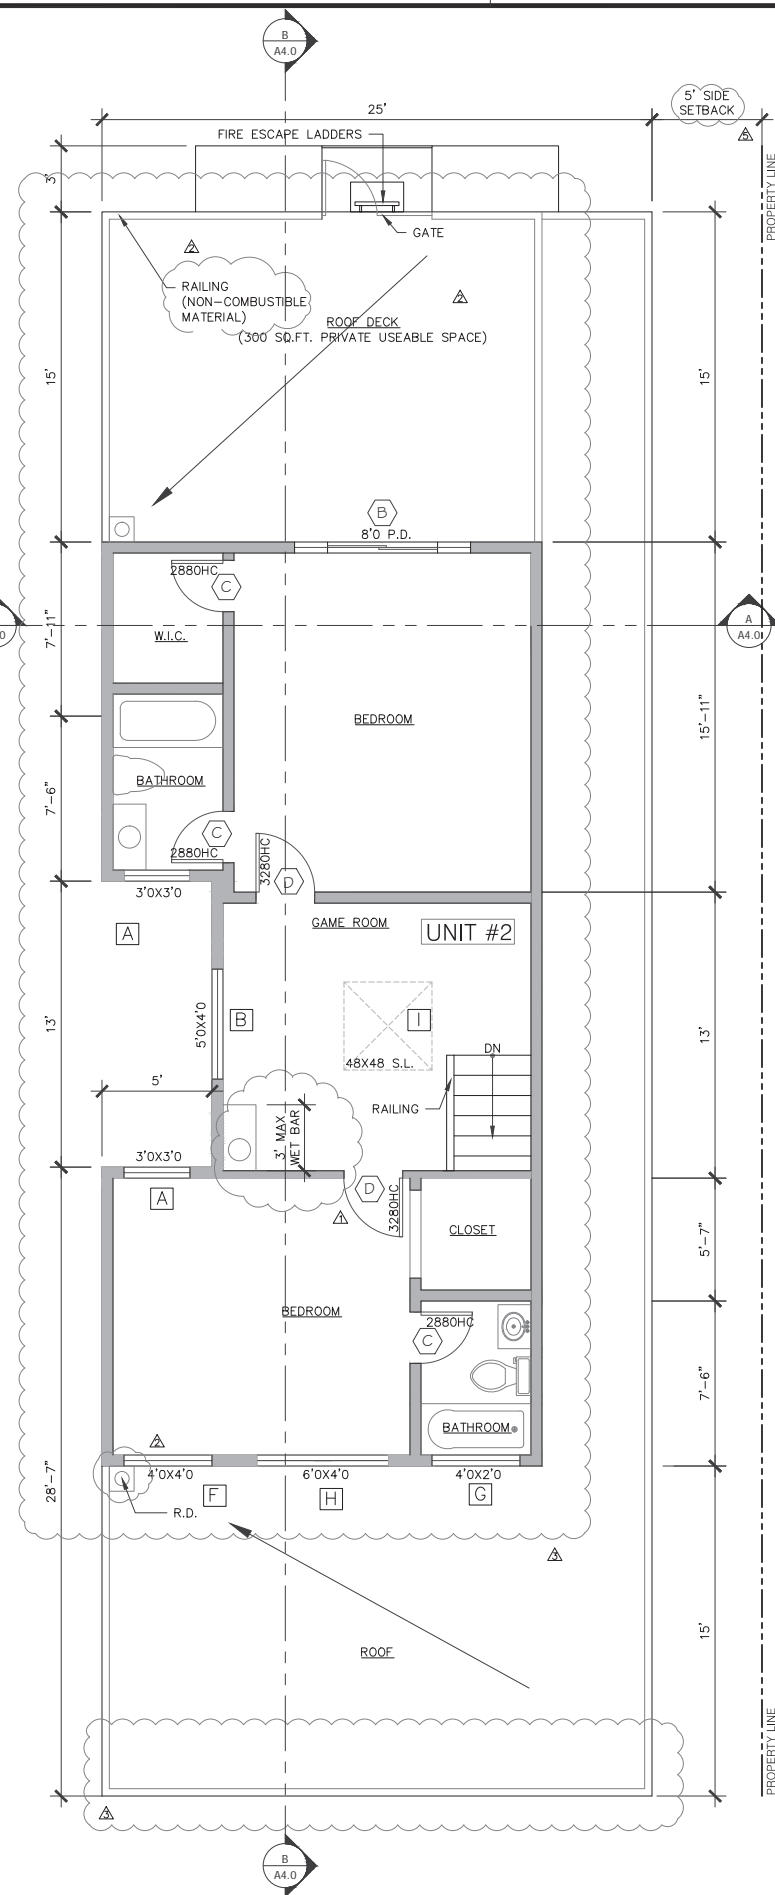 B
A4.0
5' SIDE
SETBACK
25'
5
FIRE ESCAPE LADDERS
3'
PROPERTY LINE
GATE
2
RAILING
(NON-COMBUSTIBLE
MATERIAL)
2
ROOF DECK
(300 SQ.FT. PRIVATE USEABLE SPACE)
15'
15'
B
8'0 P.D.
2880HC
C
7'-11"
W.I.C.
0
A
A4.0
BEDROOM
15'-11"
BATHROOM
7'-6"
C
2880HC
3280HC
D
3'0X3'0
GAME ROOM
UNIT #2
A
B
5'0X4'0
I
13'
13'
48X48 S.L.
DN
5'
RAILING
3' MAX
WET BAR
3'0X3'0
A
D
3280HC
1
CLOSET
5'-7"
BEDROOM
2880HC
C
7'-6"
BATHROOM
2
4'0X4'0
6'0X4'0
4'0X2'0
F
H
G
28'-7"
R.D.
3
ROOF
15'
PROPERTY LINE
3
B
A4.0